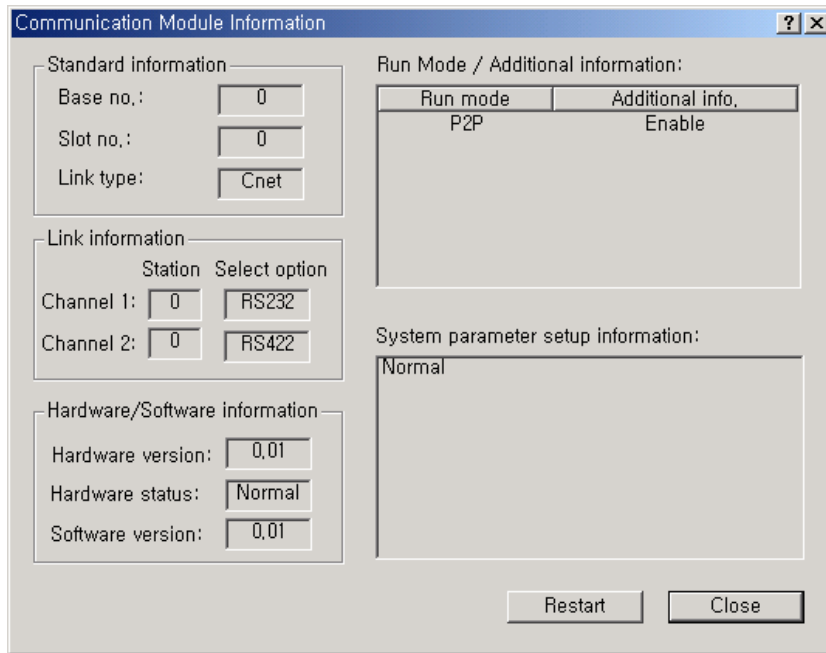 Communication Module Information
Standard information
Base no.: 0
Slot no.: 0
Link type: Cnet
Link information
Station Select option
Channel 1: 0 RS232
Channel 2: 0 RS422
Hardware/Software information
Hardware version: 0.01
Hardware status: Normal
Software version: 0.01
Run Mode / Additional information:
Run mode Additional info.
P2P Enable
System parameter setup information:
Normal
Restart Close